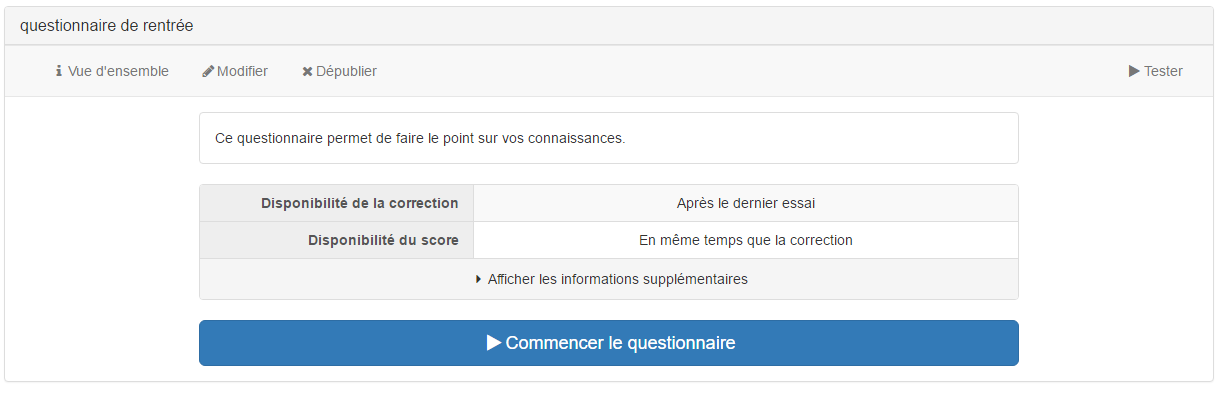 questionnaire de rentrée
Vue d'ensemble Modifier Dépublier Tester
Ce questionnaire permet de faire le point sur vos connaissances.
Disponibilité de la correction Après le dernier essai
Disponibilité du score En même temps que la correction
Afficher les informations supplémentaires
Commencer le questionnaire